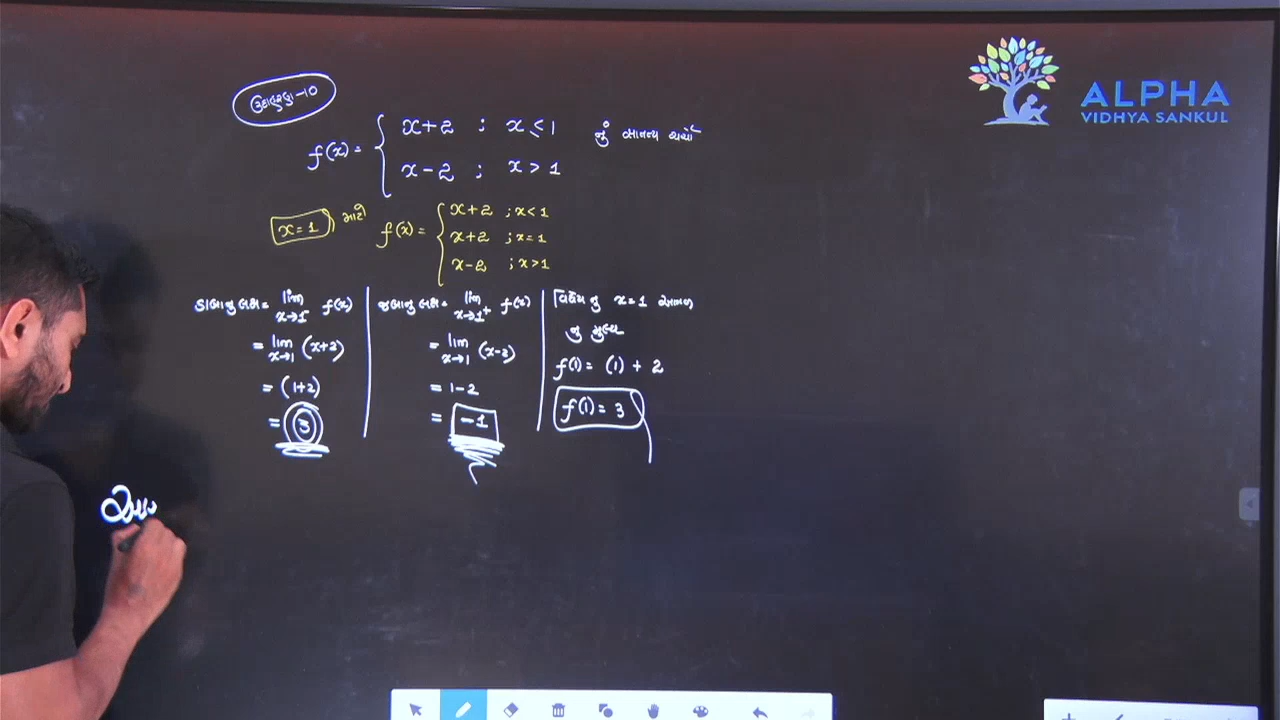 ઉદાહરણ-10
f(x) = { x+2 ; x ≤ 1 નું સાતત્ય ચર્ચો
x-2 ; x > 1
x = 1, માટે f(x) = { x+2 ; x < 1
x+2 ; x = 1
x-2 ; x > 1
ડાબાનુ લક્ષ = lim x→1⁻ f(x)
= lim x→1 (x+2)
= (1+2)
= 3
જમાનુ લક્ષ = lim x→1⁺ f(x)
= lim x→1 (x-2)
= 1-2
= -1
વિધેય નુ x = 1 આગળ
નુ મુલ્ય
f(1) = (1) + 2
f(1) = 3
ALPHA
VIDHYA SANKUL